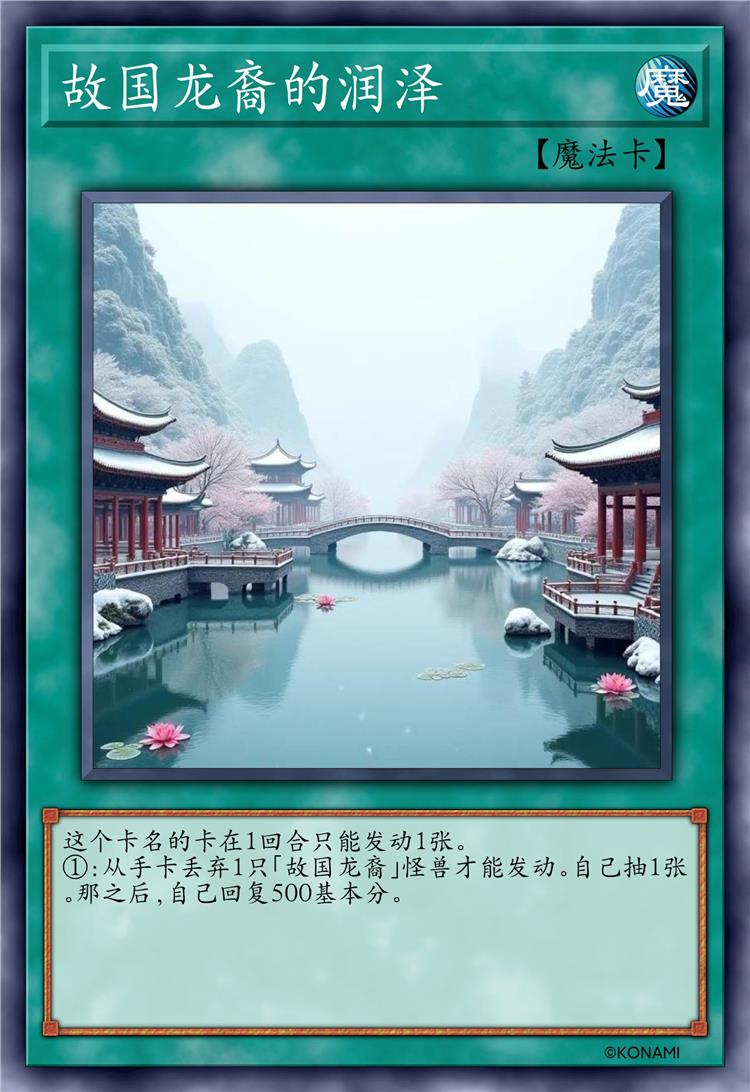 故国龙裔的润泽
魔
【魔法卡】
这个卡名的卡在1回合只能发动1张。
①:从手卡丢弃1只「故国龙裔」怪兽才能发动。自己抽1张
。那之后,自己回复500基本分。
©KONAMI